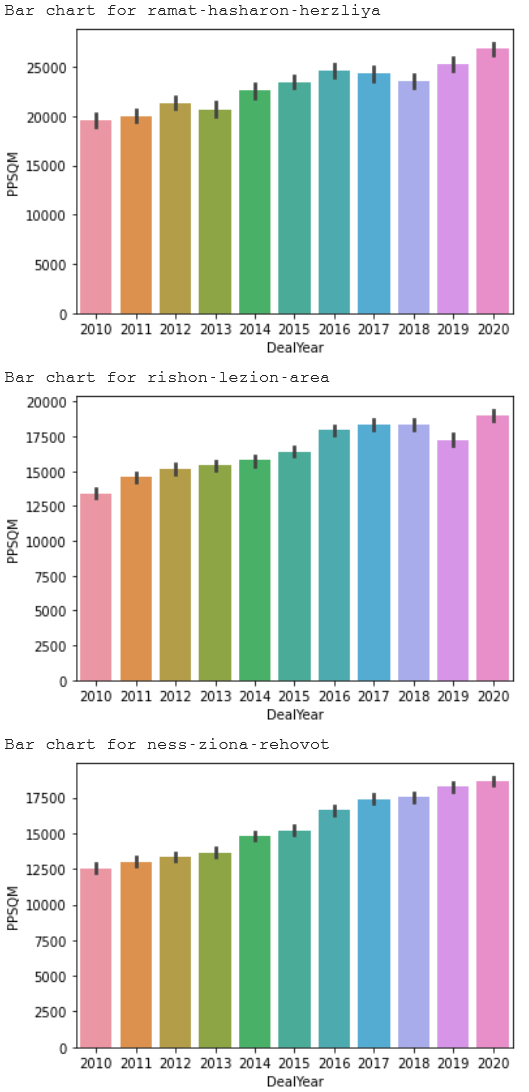 Bar chart for ramat-hasharon-herzliya
25000
20000
15000
10000
5000
0
PPSQM
2010 2011 2012 2013 2014 2015 2016 2017 2018 2019 2020
DealYear
Bar chart for rishon-lezion-area
20000
17500
15000
12500
10000
7500
5000
2500
0
PPSQM
2010 2011 2012 2013 2014 2015 2016 2017 2018 2019 2020
DealYear
Bar chart for ness-ziona-rehovot
17500
15000
12500
10000
7500
5000
2500
0
PPSQM
2010 2011 2012 2013 2014 2015 2016 2017 2018 2019 2020
DealYear